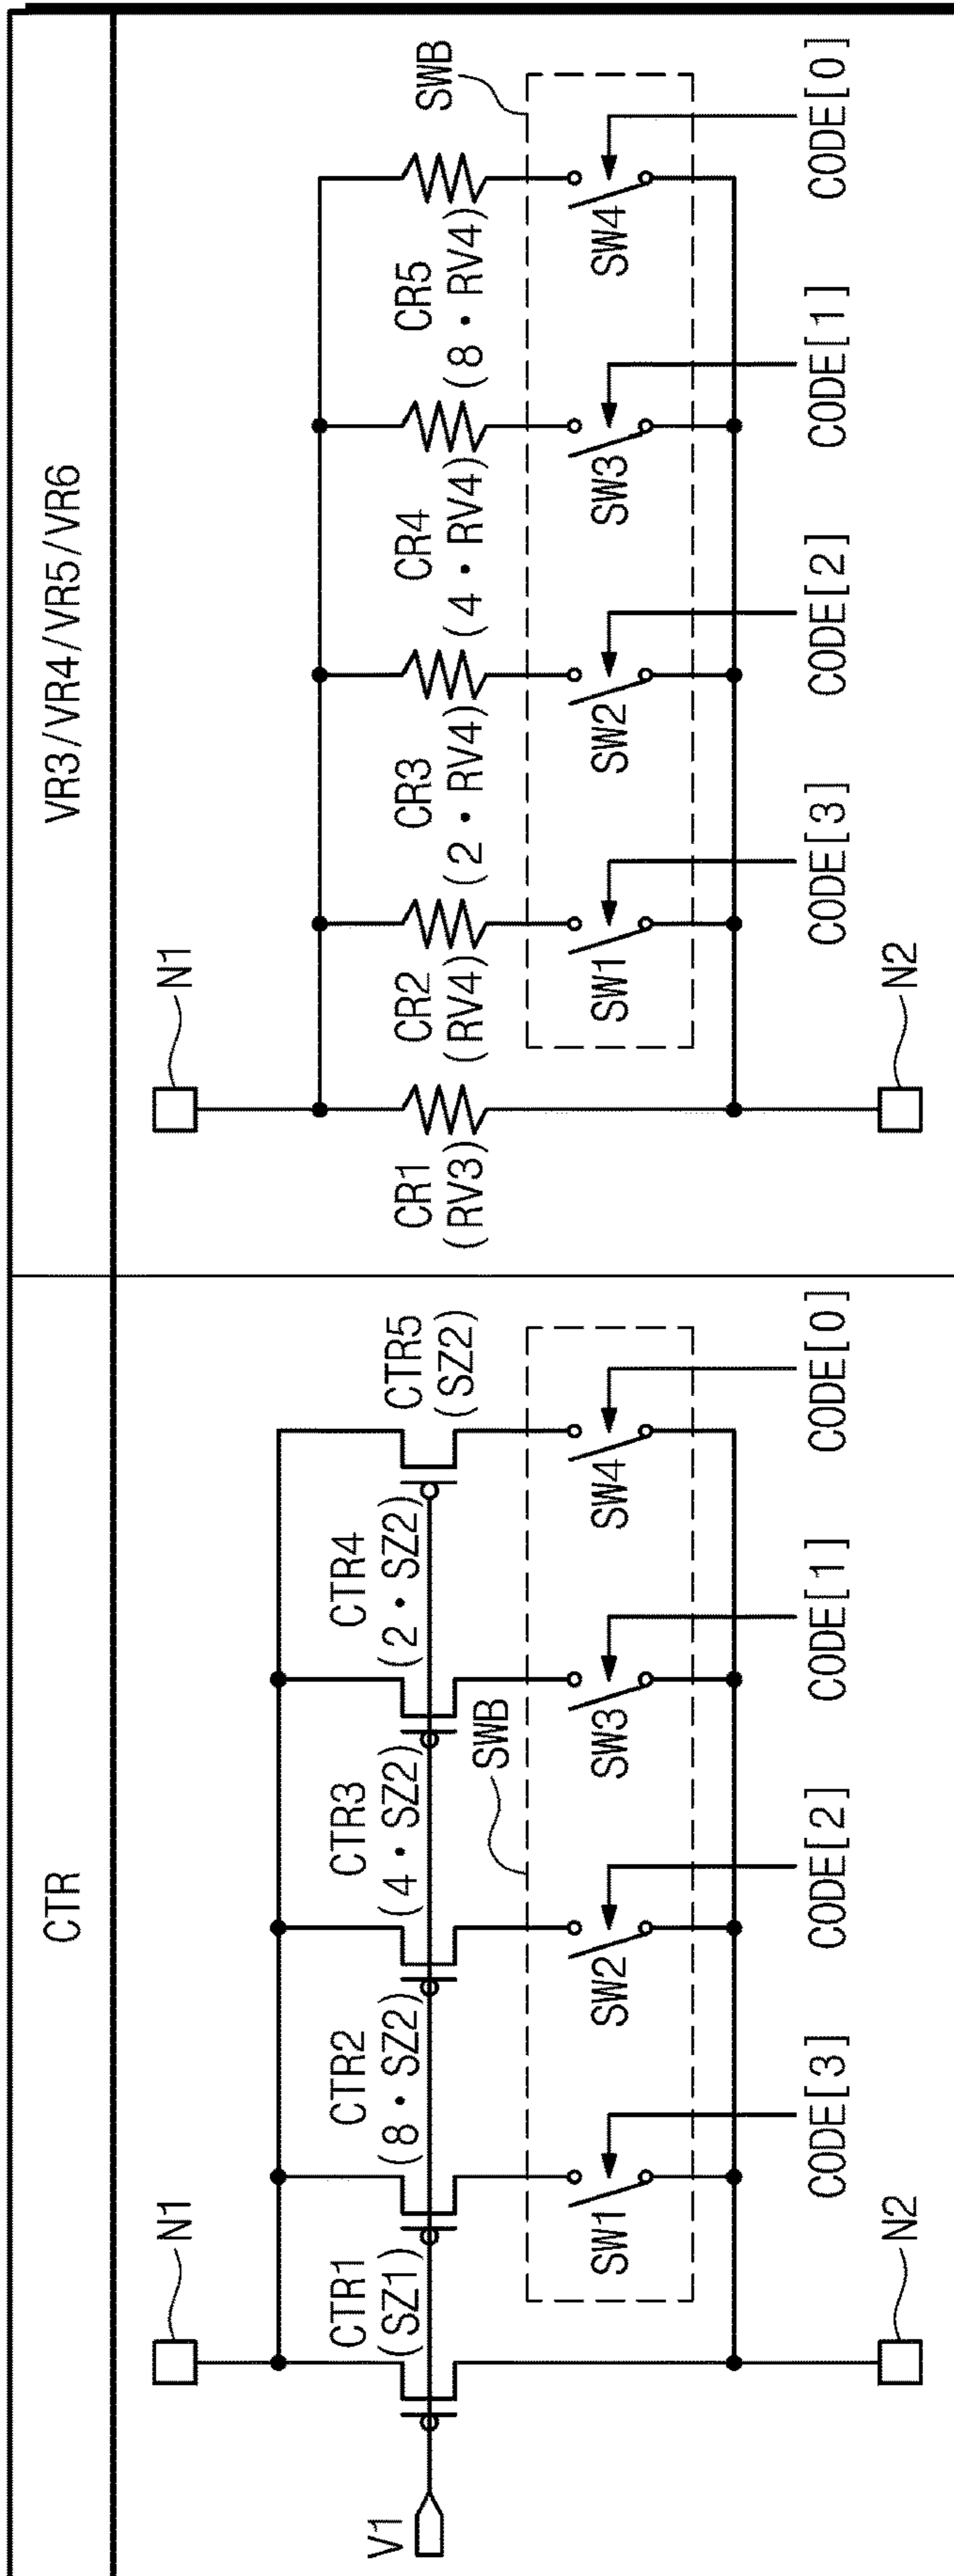 CTR
N1
V1
CTR1
(SZ1)
CTR2
(8・SZ2)
CTR3
(4・SZ2)
CTR4
(2・SZ2)
CTR5
(SZ2)
SWB
SW1
SW2
SW3
SW4
CODE[3]
CODE[2]
CODE[1]
CODE[0]
N2
VR3/VR4/VR5/VR6
N1
CR1
(RV3)
CR2
(RV4)
CR3
(2・RV4)
CR4
(4・RV4)
CR5
(8・RV4)
SWB
SW1
SW2
SW3
SW4
CODE[3]
CODE[2]
CODE[1]
CODE[0]
N2